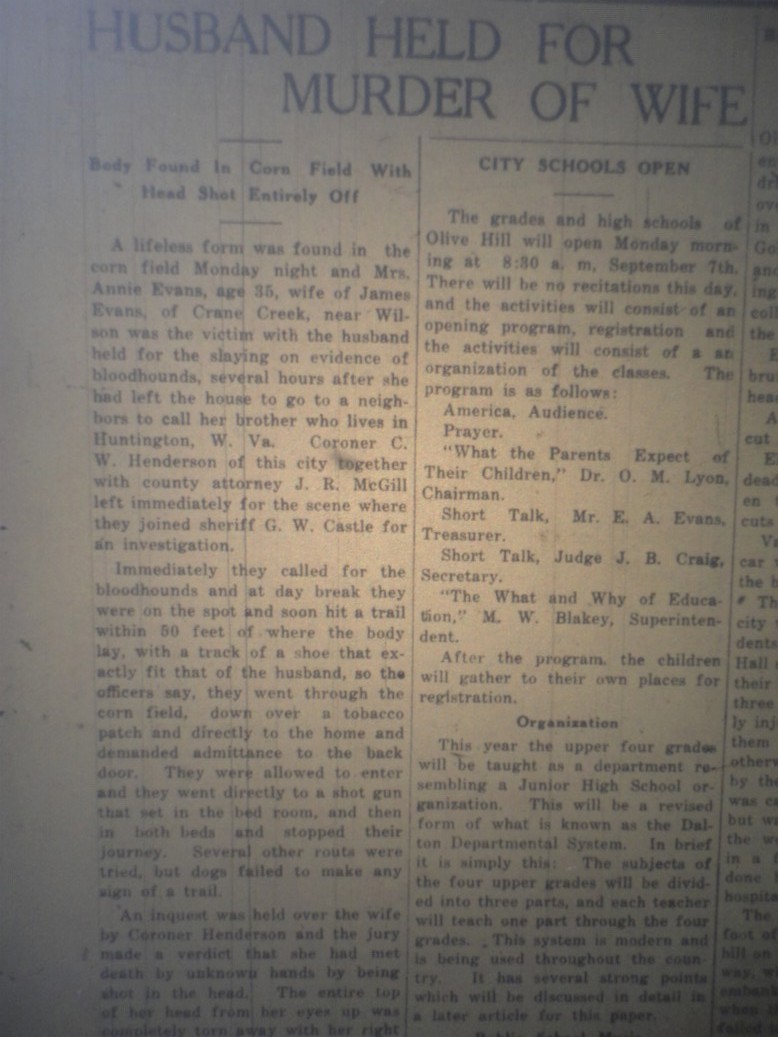 HUSBAND HELD FOR
MURDER OF WIFE
Body Found In Corn Field With
Head Shot Entirely Off
A lifeless form was found in the
corn field Monday night and Mrs.
Annie Evans, age 35, wife of James
Evans, of Crane Creek, near Wil-
son was the victim with the husband
held for the slaying on evidence of
bloodhounds, several hours after she
had left the house to go to a neigh-
bors to call her brother who lives in
Huntington, W. Va. Coroner C.
W. Henderson of this city together
with county attorney J. R. McGill
left immediately for the scene where
they joined sheriff G. W. Castle for
an investigation.
Immediately they called for the
bloodhounds and at day break they
were on the spot and soon hit a trail
within 50 feet of where the body
lay, with a track of a shoe that ex-
actly fit that of the husband, so the
officers say, they went through the
corn field, down over a tobacco
patch and directly to the home and
demanded admittance to the back
door. They were allowed to enter
and they went directly to a shot gun
that set in the bed room, and then
in both beds and stopped their
journey. Several other routs were
tried, but dogs failed to make any
sign of a trail.
An inquest was held over the wife
by Coroner Henderson and the jury
made a verdict that she had met
death by unknown hands by being
shot in the head. The entire top
of her head from her eyes up was
completely torn away with her right
CITY SCHOOLS OPEN
The grades and high schools of
Olive Hill will open Monday morn-
ing at 8:30 a. m, September 7th.
There will be no recitations this day,
and the activities will consist of an
opening program, registration and
the activities will consist of a an
organization of the classes. The
program is as follows:
America, Audience.
Prayer.
"What the Parents Expect of
Their Children," Dr. O. M. Lyon,
Chairman.
Short Talk, Mr. E. A. Evans,
Treasurer.
Short Talk, Judge J. B. Craig,
Secretary.
"The What and Why of Educa-
tion," M. W. Blakey, Superinten-
dent.
After the program, the children
will gather to their own places for
registration.
Organization
This year the upper four grades
will be taught as a department re-
sembling a Junior High School or-
ganization. This will be a revised
form of what is known as the Dal-
ton Departmental System. In brief
it is simply this: The subjects of
the four upper grades will be divid-
ed into three parts, and each teacher
will teach one part through the four
grades. This system is modern and
is being used throughout the coun-
try. It has several strong points
which will be discussed in detail in
a later article for this paper.